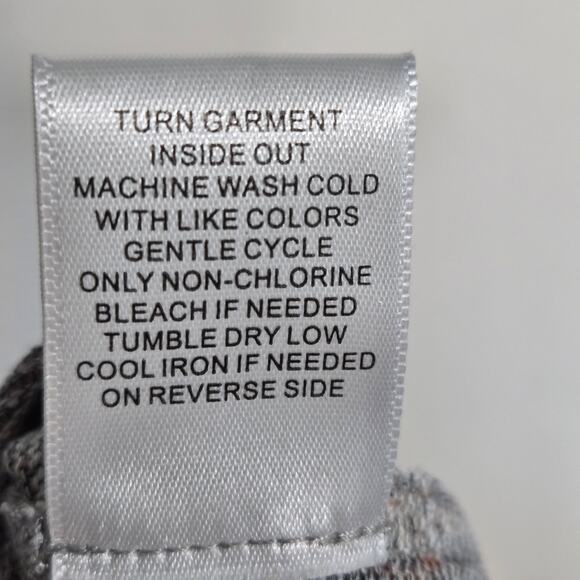 TURN GARMENT
INSIDE OUT
MACHINE WASH COLD
WITH LIKE COLORS
GENTLE CYCLE
ONLY NON-CHLORINE
BLEACH IF NEEDED
TUMBLE DRY LOW
COOL IRON IF NEEDED
ON REVERSE SIDE